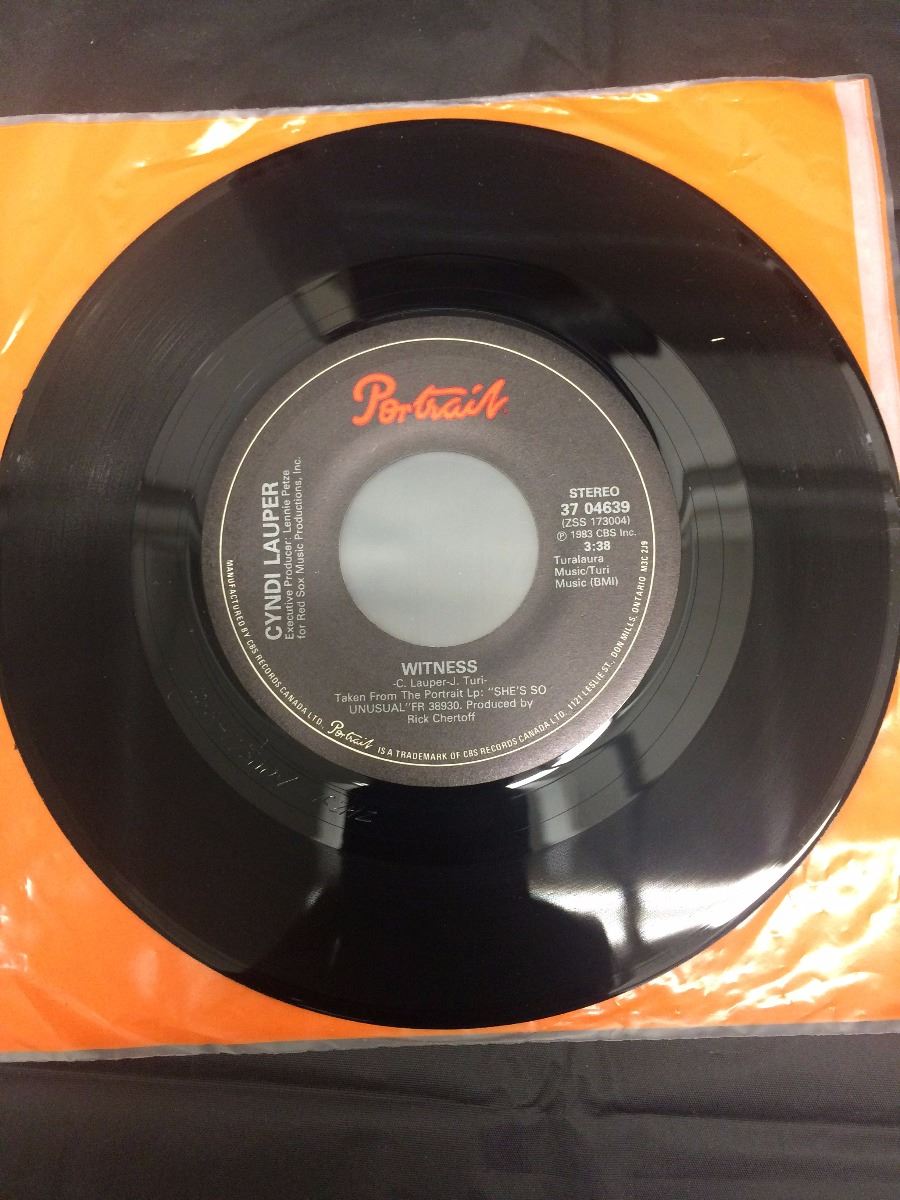 Portrait
CYNDI LAUPER
Executive Producer: Lennie Petze
for Red Sox Music Productions, Inc.
STEREO
37 04639
(ZSS 173004)
℗ 1983 CBS Inc.
3:38
Turalaura
Music/Turi
Music (BMI)
WITNESS
-C. Lauper-J. Turi-
Taken From The Portrait Lp: "SHE'S SO
UNUSUAL" FR 38930. Produced by
Rick Chertoff
MANUFACTURED BY CBS RECORDS CANADA LTD. Portrait IS A TRADEMARK OF CBS RECORDS CANADA LTD. 1121 LESLIE ST., DON MILLS, ONTARIO M3C 2J9